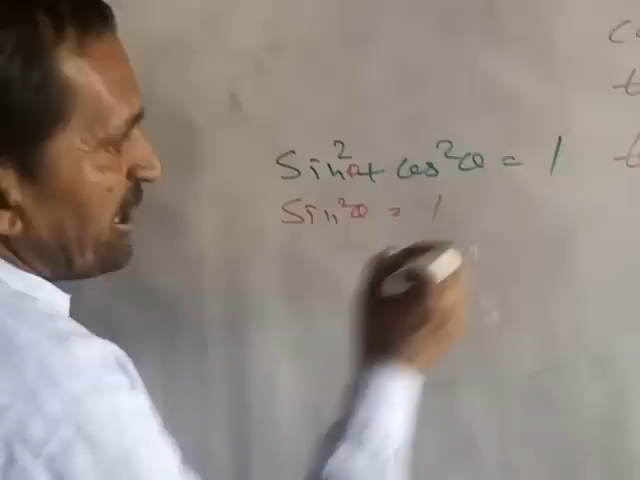 Sin²θ + cos²θ = 1
Sin²θ = 1